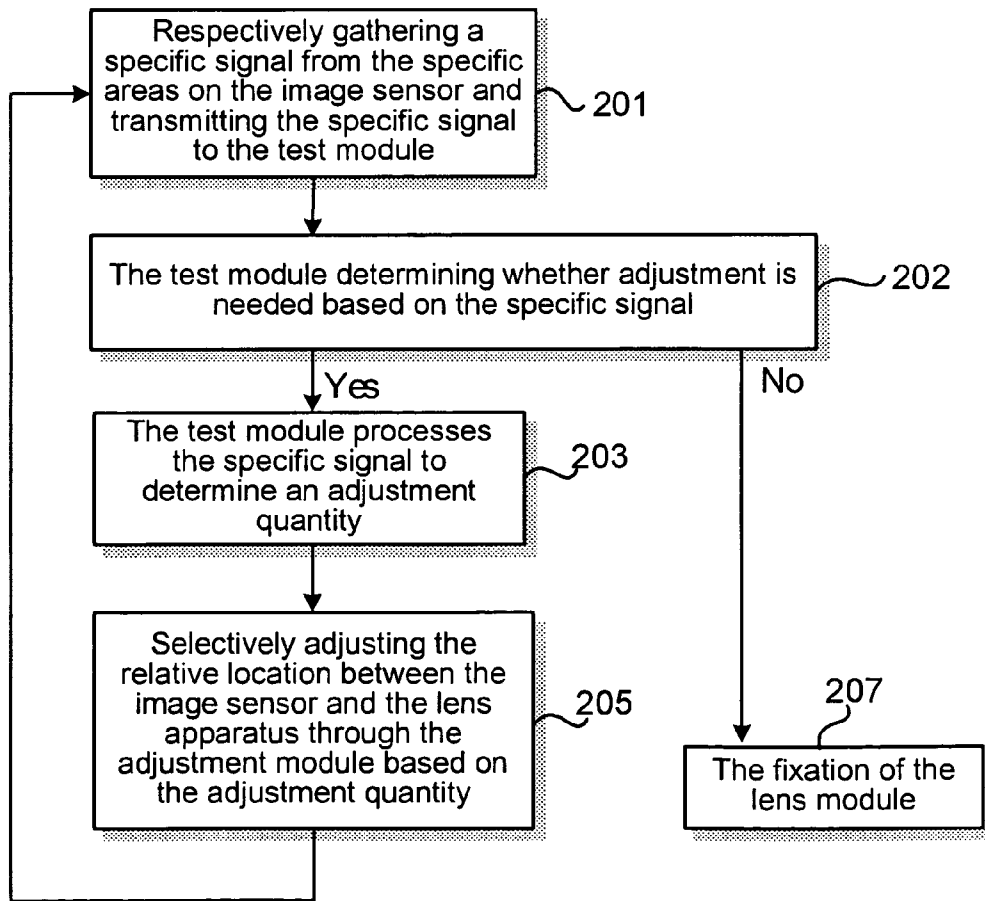 Respectively gathering a
specific signal from the specific
areas on the image sensor and
transmitting the specific signal
to the test module
201
The test module determining whether adjustment is
needed based on the specific signal
202
Yes
No
The test module processes
the specific signal to
determine an adjustment
quantity
203
Selectively adjusting the
relative location between the
image sensor and the lens
apparatus through the
adjustment module based on
the adjustment quantity
205
207
The fixation of the
lens module